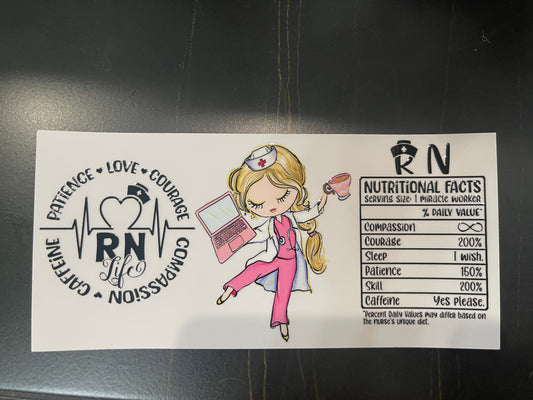 PATIENCE ♥ LOVE ♥ COURAGE
COMPASSION ♥ CAFFEINE
RN
Life
RN
NUTRITIONAL FACTS
SERVING SIZE: 1 MIRACLE WORKER
% DAILY VALUE*
COMPASSION ∞
COURAGE 200%
SLEEP I WISH.
PATIENCE 150%
SKILL 200%
CAFFEINE YES PLEASE.
*PERCENT DAILY VALUES MAY DIFFER BASED ON
THE NURSE'S UNIQUE DIET.